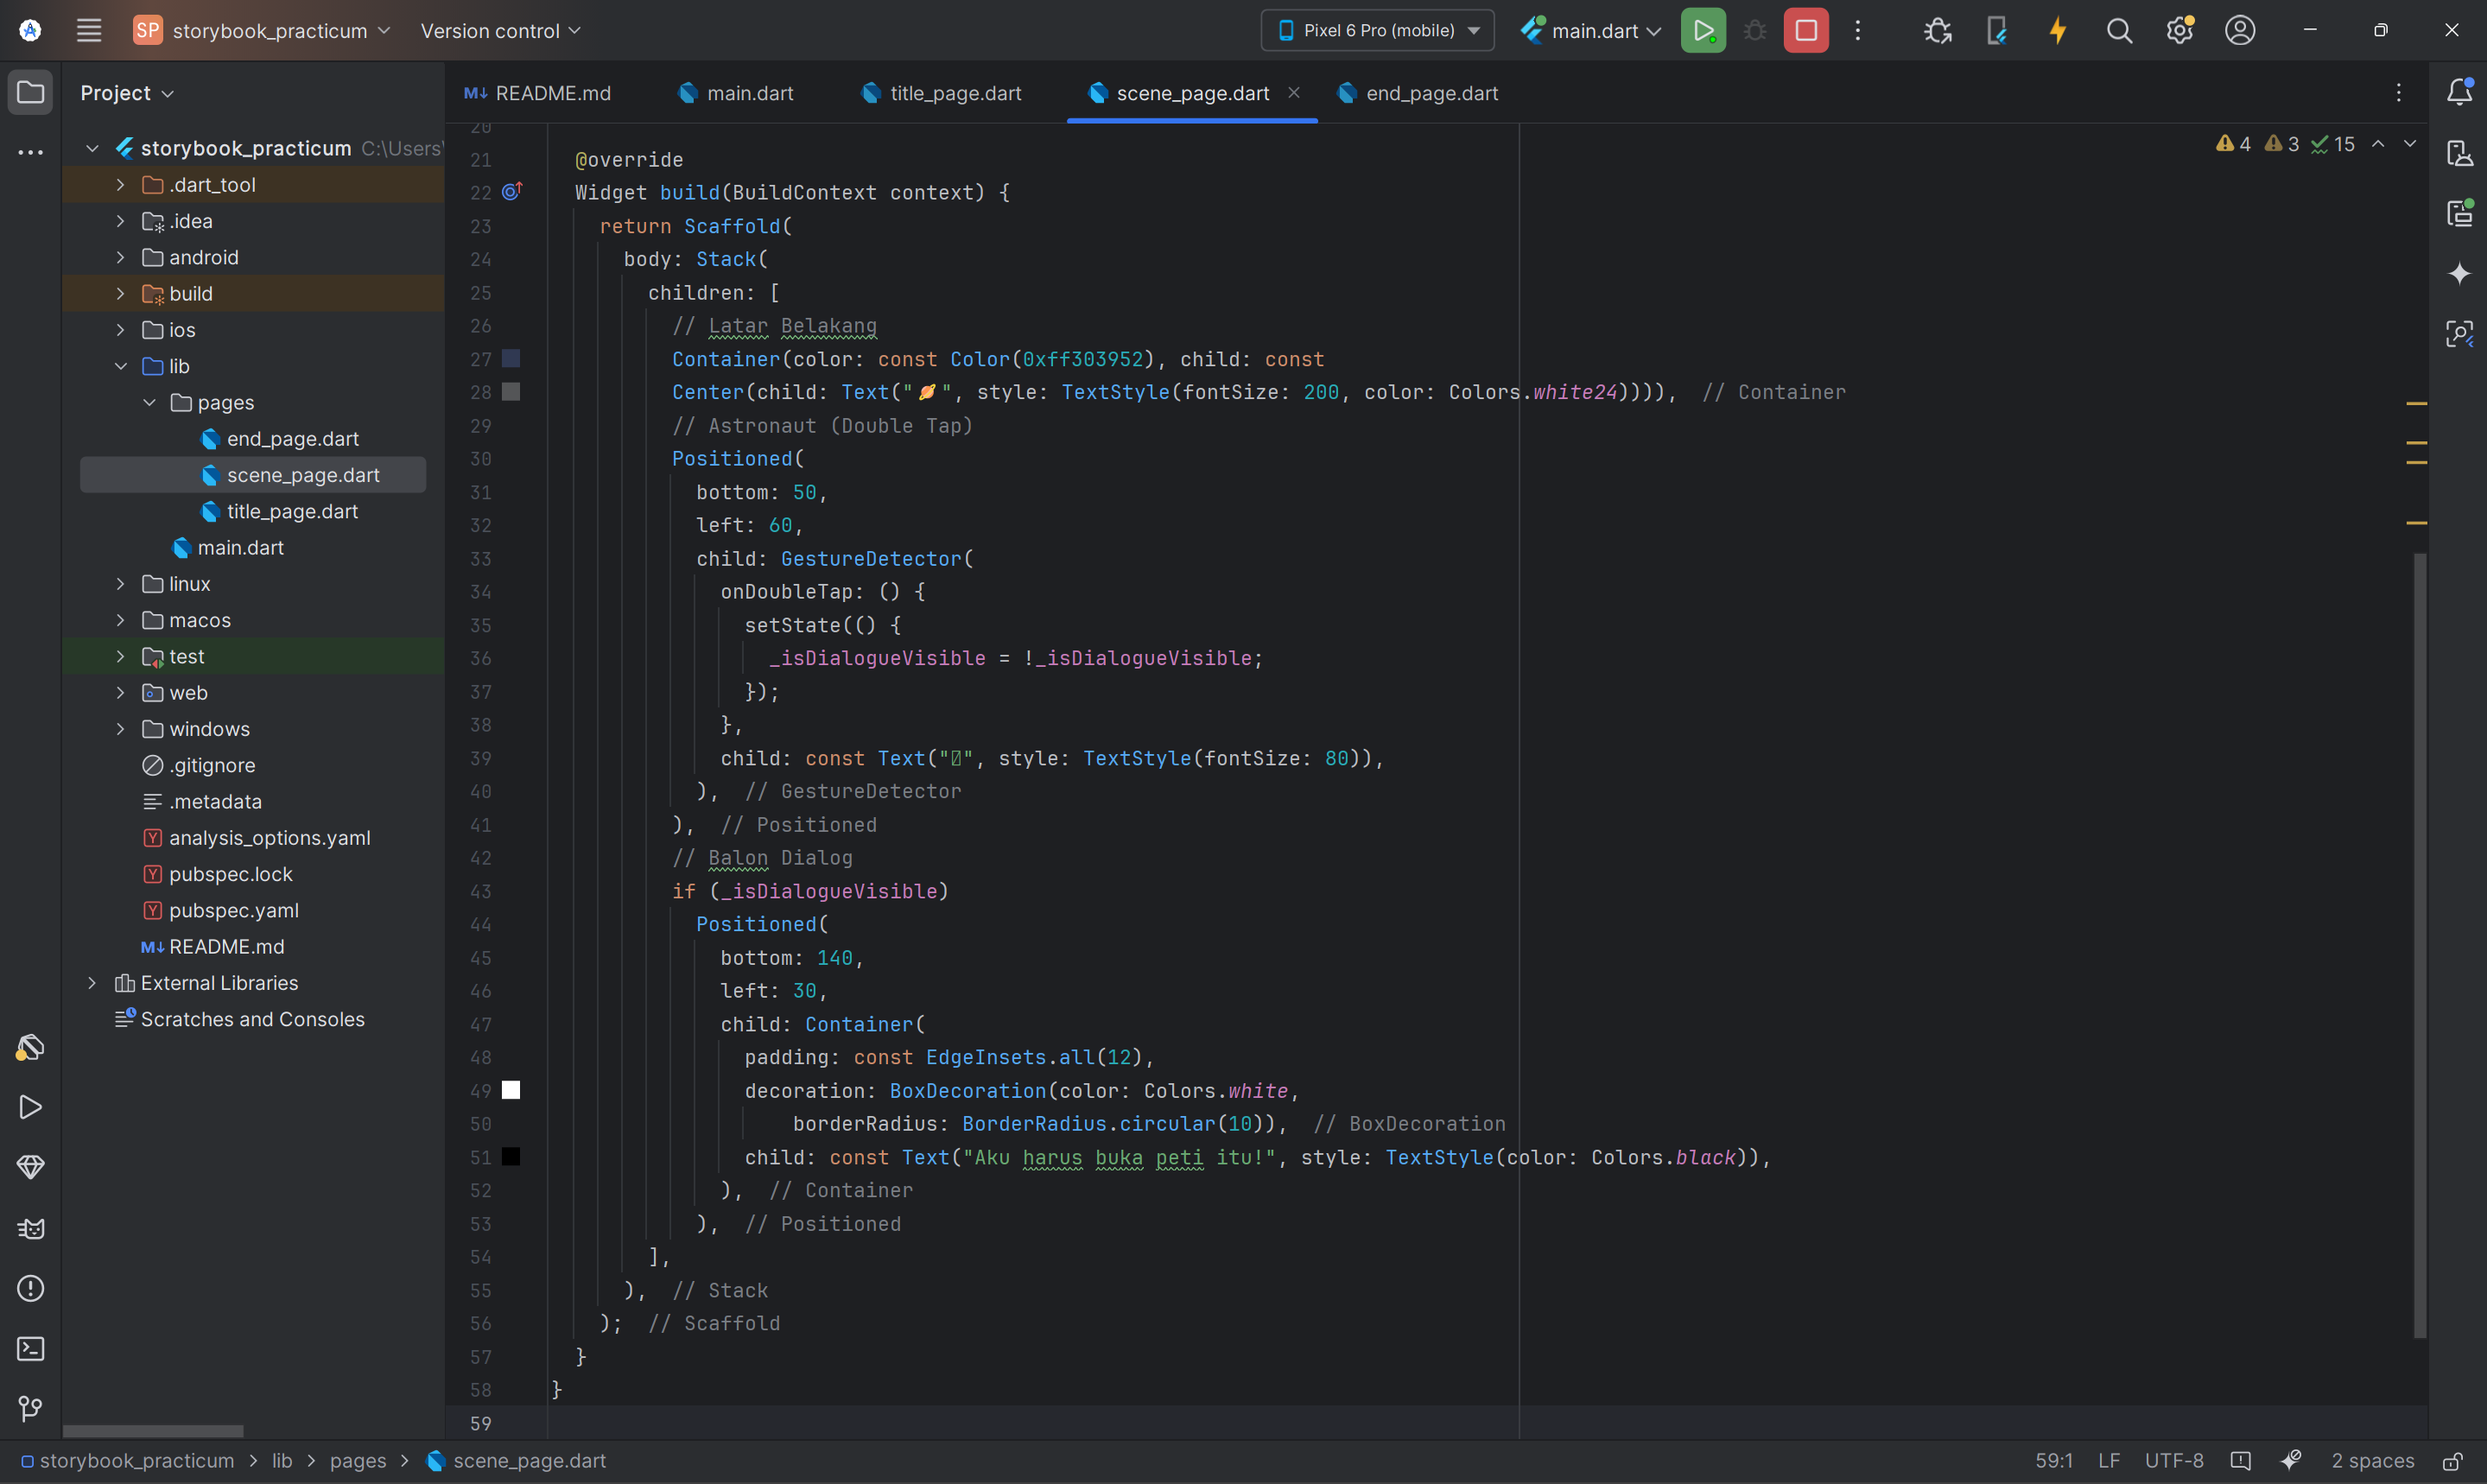 SP storybook_practicum Version control Pixel 6 Pro (mobile) main.dart
Project
README.md main.dart title_page.dart scene_page.dart end_page.dart
storybook_practicum C:\Users\
.dart_tool
.idea
android
build
ios
lib
pages
end_page.dart
scene_page.dart
title_page.dart
main.dart
linux
macos
test
web
windows
.gitignore
.metadata
analysis_options.yaml
pubspec.lock
pubspec.yaml
README.md
External Libraries
Scratches and Consoles
4 3 15
20
21 @override
22 Widget build(BuildContext context) {
23 return Scaffold(
24 body: Stack(
25 children: [
26 // Latar Belakang
27 Container(color: const Color(0xff303952), child: const
28 Center(child: Text("🪐", style: TextStyle(fontSize: 200, color: Colors.white24)))), // Container
29 // Astronaut (Double Tap)
30 Positioned(
31 bottom: 50,
32 left: 60,
33 child: GestureDetector(
34 onDoubleTap: () {
35 setState(() {
36 _isDialogueVisible = !_isDialogueVisible;
37 });
38 },
39 child: const Text("", style: TextStyle(fontSize: 80)),
40 ), // GestureDetector
41 ), // Positioned
42 // Balon Dialog
43 if (_isDialogueVisible)
44 Positioned(
45 bottom: 140,
46 left: 30,
47 child: Container(
48 padding: const EdgeInsets.all(12),
49 decoration: BoxDecoration(color: Colors.white,
50 borderRadius: BorderRadius.circular(10)), // BoxDecoration
51 child: const Text("Aku harus buka peti itu!", style: TextStyle(color: Colors.black)),
52 ), // Container
53 ), // Positioned
54 ],
55 ), // Stack
56 ); // Scaffold
57 }
58 }
59
storybook_practicum > lib > pages > scene_page.dart 59:1 LF UTF-8 2 spaces